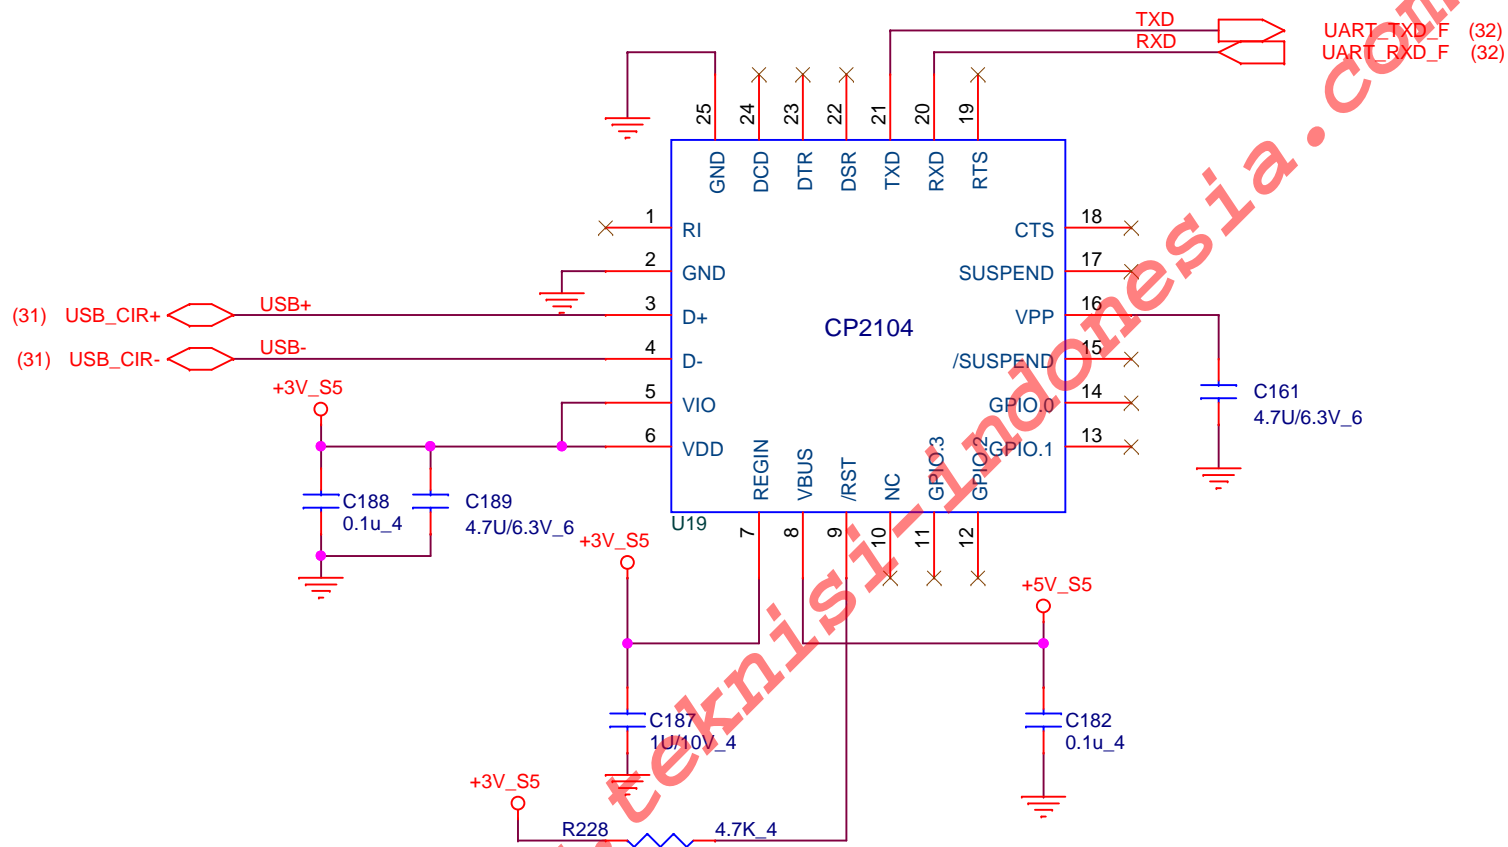 TXD
UART_TXD_F (32)
RXD
UART_RXD_F (32)
25
24
23
22
21
20
19
GND
DCD
DTR
DSR
TXD
RXD
RTS
1
RI
2
GND
3
D+
4
D-
5
VIO
6
VDD
CTS
18
SUSPEND
17
VPP
16
/SUSPEND
15
GPIO.0
14
GPIO.1
13
CP2104
(31) USB_CIR+
USB+
(31) USB_CIR-
USB-
+3V_S5
C188
0.1u_4
C189
4.7U/6.3V_6
C161
4.7U/6.3V_6
REGIN
VBUS
/RST
NC
GPIO.3
GPIO.2
U19
7
8
9
10
11
12
+3V_S5
+5V_S5
C187
1U/10V_4
C182
0.1u_4
+3V_S5
R228
4.7K_4
teknisi-indonesia.com